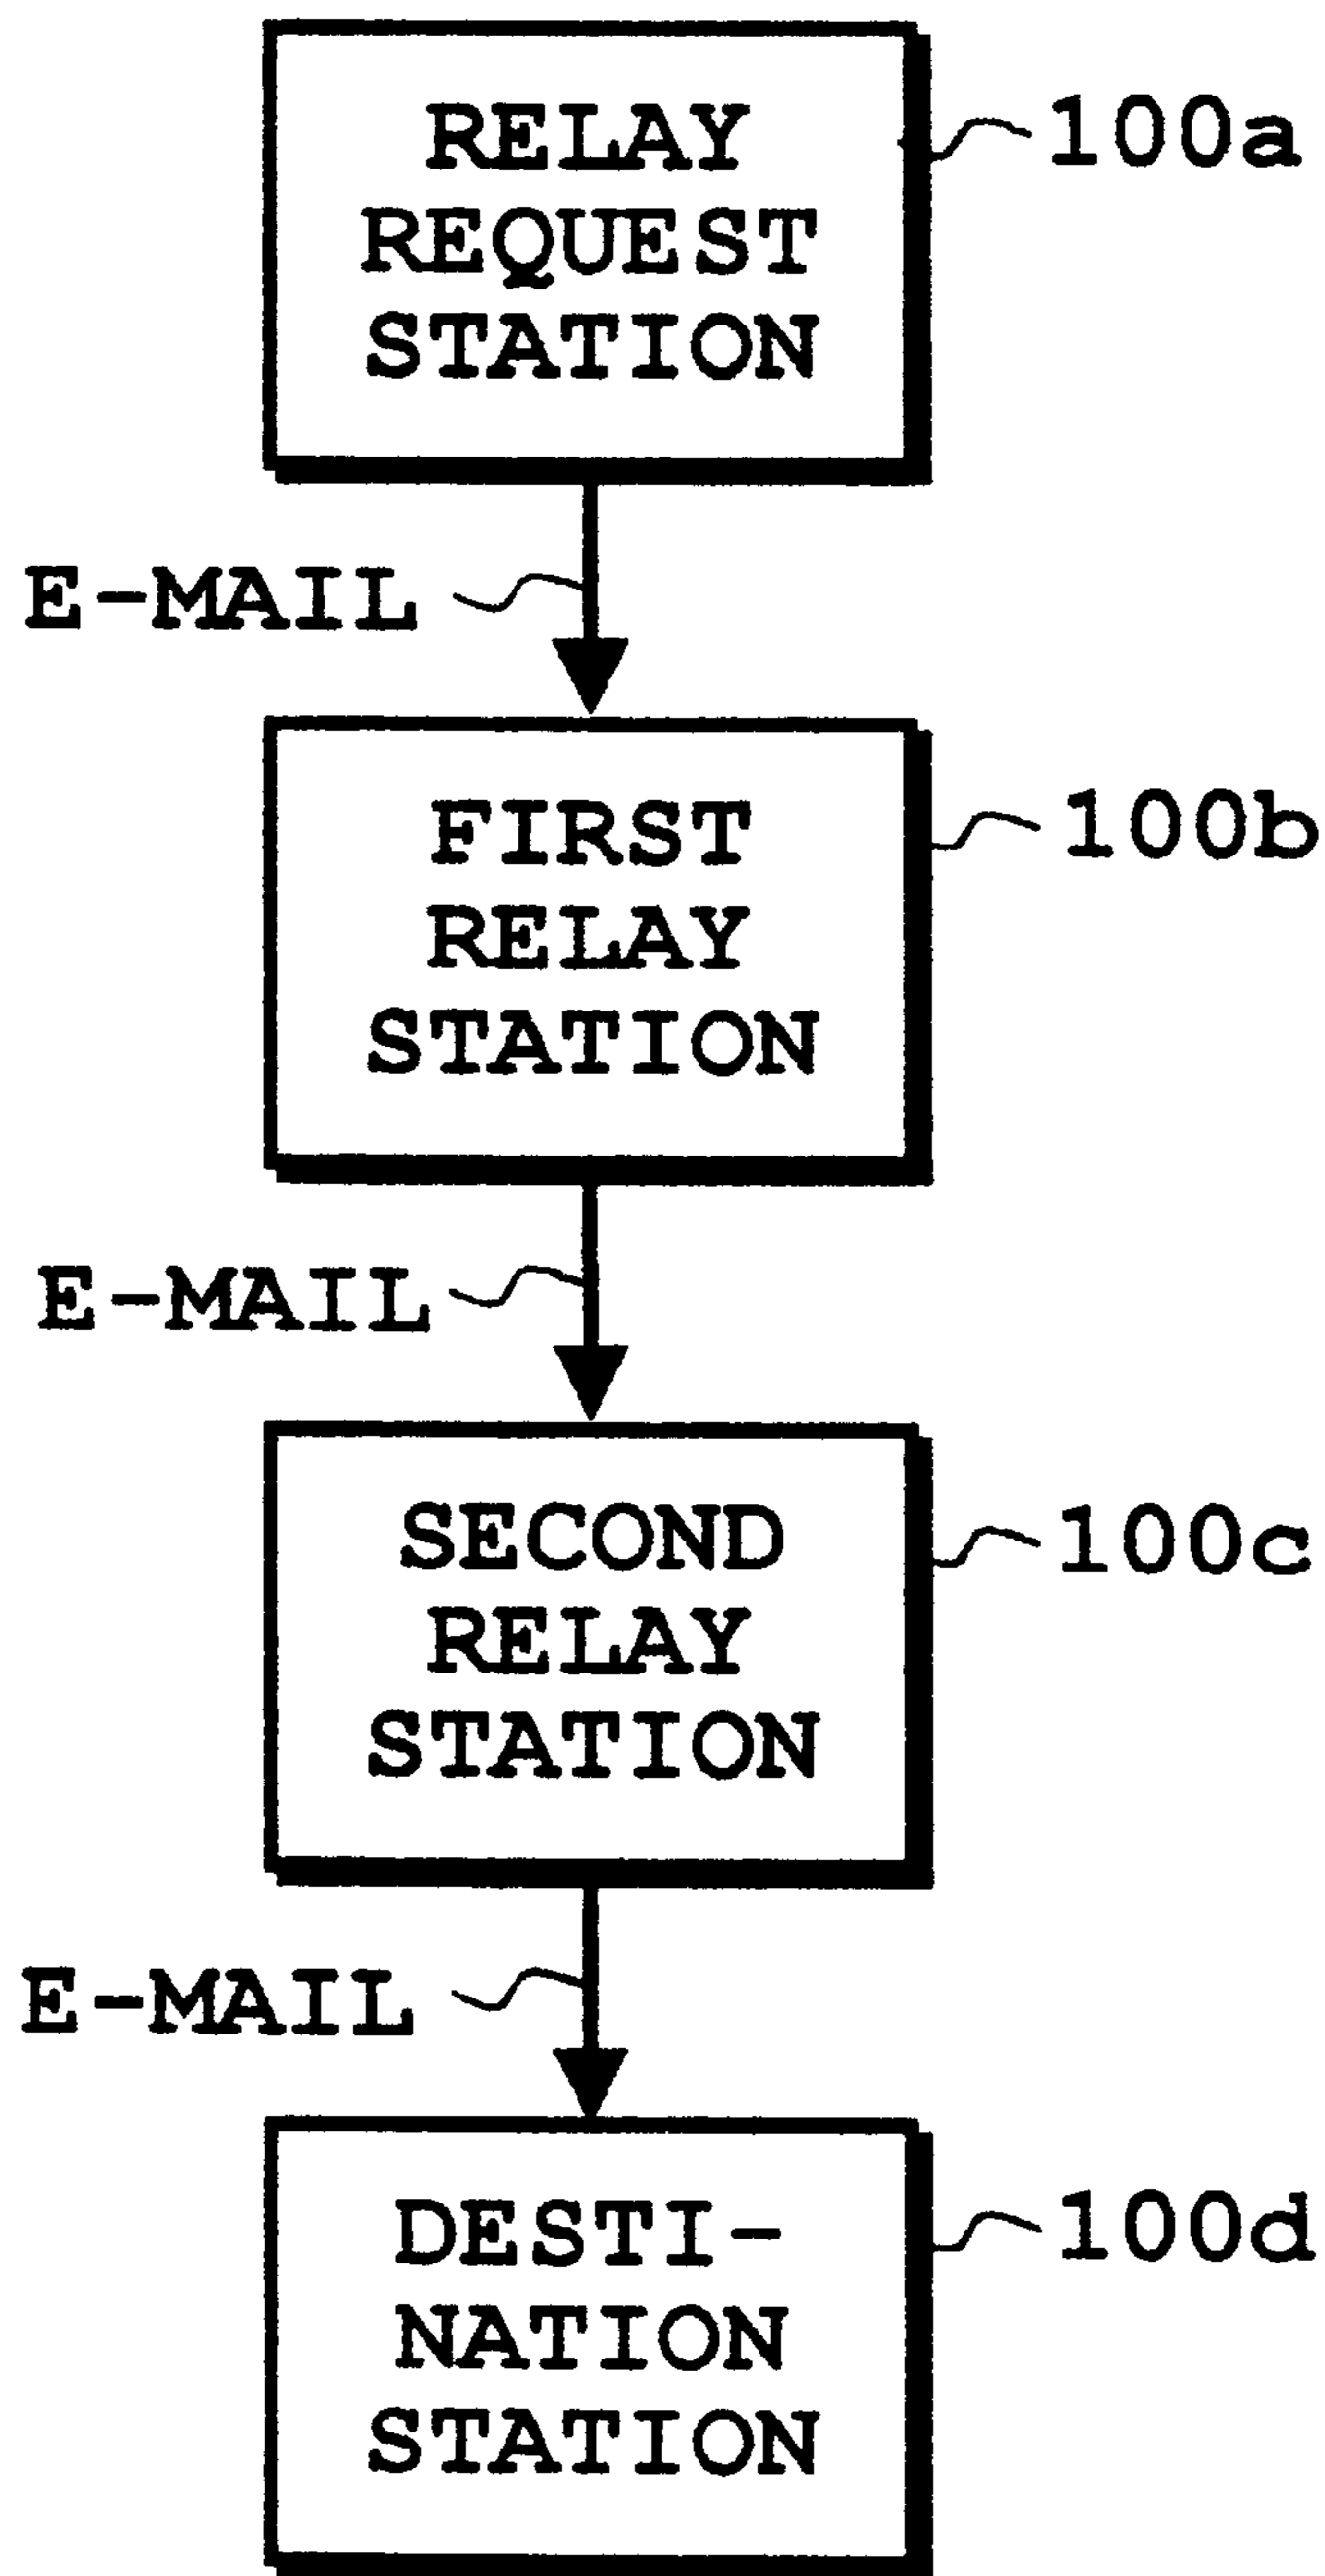 RELAY
REQUEST
STATION
100a
E-MAIL
FIRST
RELAY
STATION
100b
E-MAIL
SECOND
RELAY
STATION
100c
E-MAIL
DESTI-
NATION
STATION
100d